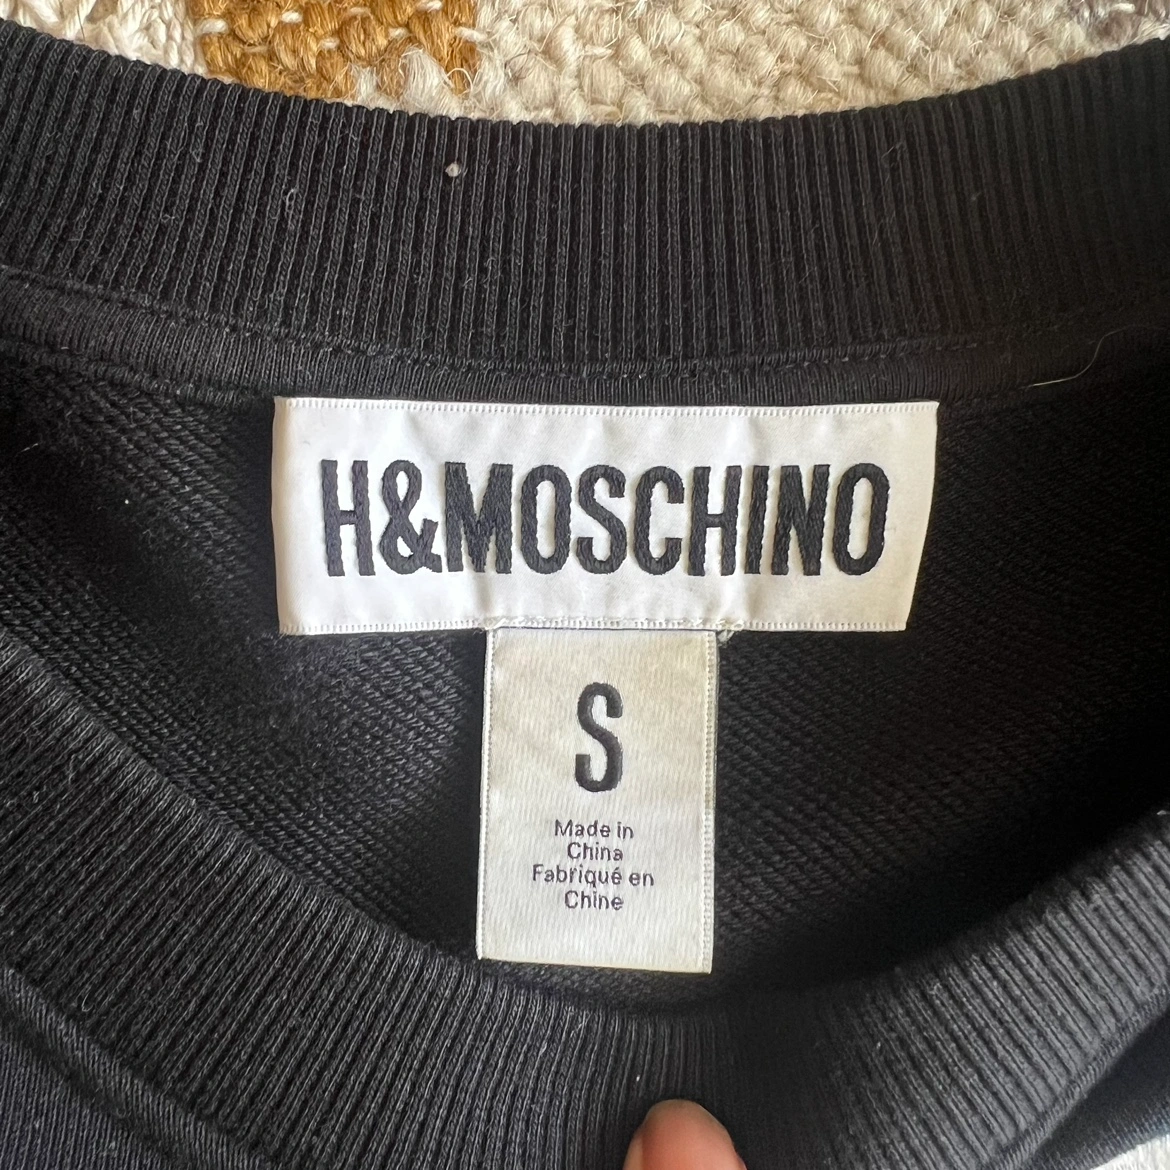 H&MOSCHINO
S
Made in
China
Fabriqué en
Chine